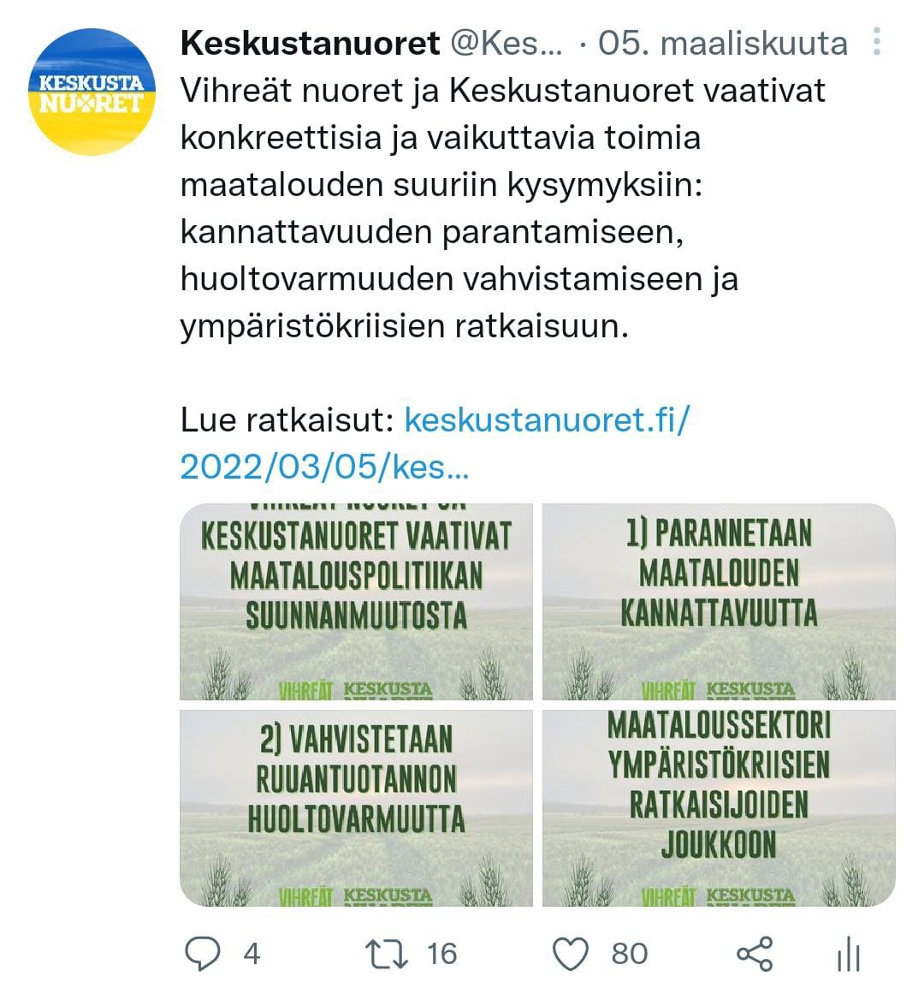 KESKUSTA
NUORET
Keskustanuoret @Kes... · 05. maaliskuuta
Vihreät nuoret ja Keskustanuoret vaativat
konkreettisia ja vaikuttavia toimia
maatalouden suuriin kysymyksiin:
kannattavuuden parantamiseen,
huoltovarmuuden vahvistamiseen ja
ympäristökriisien ratkaisuun.
Lue ratkaisut: keskustanuoret.fi/
2022/03/05/kes...
KESKUSTANUORET VAATIVAT
MAATALOUSPOLITIIKAN
SUUNNANMUUTOSTA
VIHREÄT KESKUSTA
1) PARANNETAAN
MAATALOUDEN
KANNATTAVUUTTA
VIHREÄT KESKUSTA
2) VAHVISTETAAN
RUUANTUOTANNON
HUOLTOVARMUUTTA
VIHREÄT KESKUSTA
MAATALOUSSEKTORI
YMPÄRISTÖKRIISIEN
RATKAISIJOIDEN
JOUKKOON
VIHREÄT KESKUSTA
4 16 80